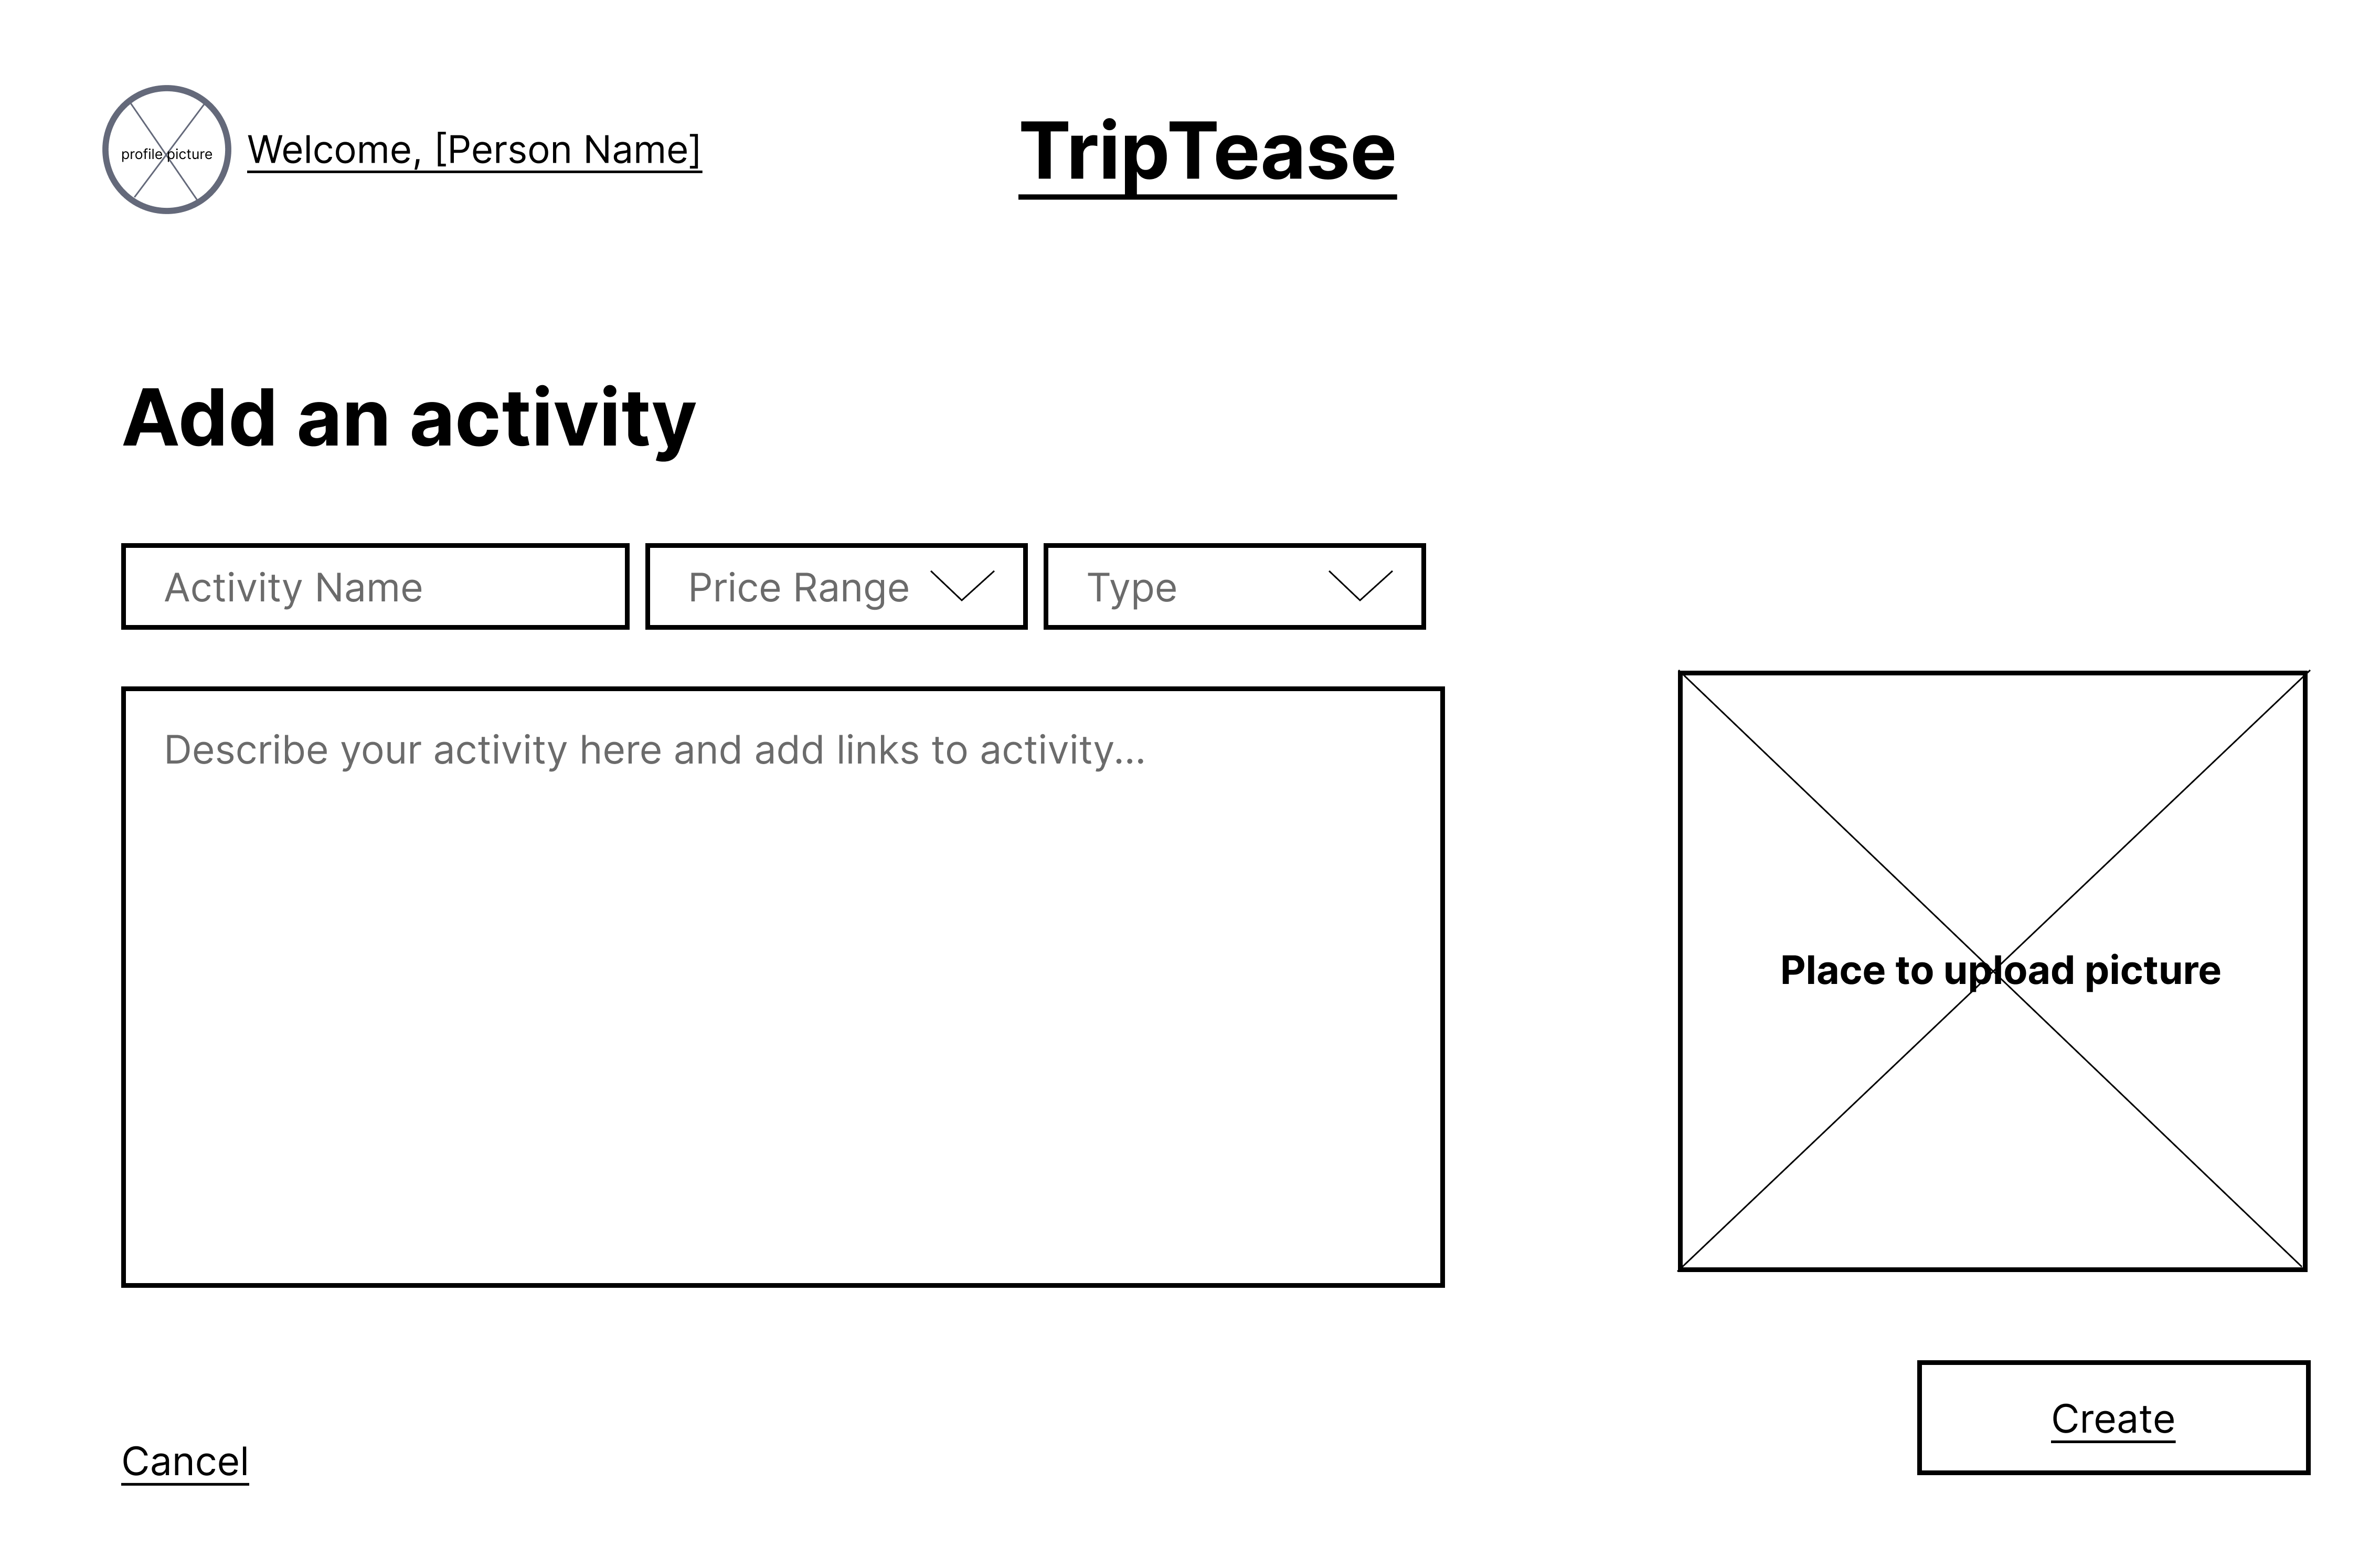 profile picture
Welcome, [Person Name]
TripTease
Add an activity
Activity Name
Price Range
Type
Describe your activity here and add links to activity...
Place to upload picture
Create
Cancel